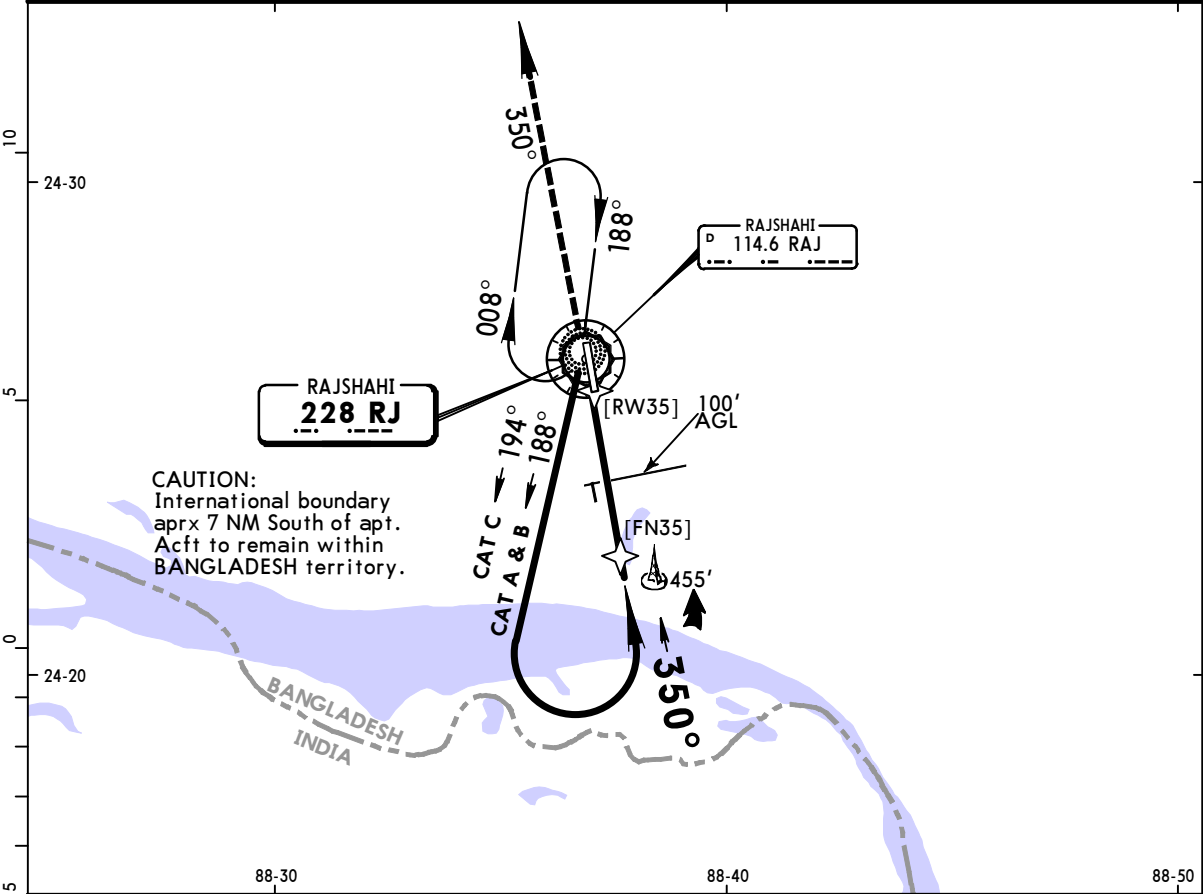 10
24-30
350°
188°
RAJSHAHI
D 114.6 RAJ
008°
5
RAJSHAHI
228 RJ
[RW35]
100'
AGL
194°
188°
CAT C
CAT A & B
CAUTION:
International boundary
aprx 7 NM South of apt.
Acft to remain within
BANGLADESH territory.
[FN35]
455'
0
24-20
350°
BANGLADESH
INDIA
5
88-30
88-40
88-50